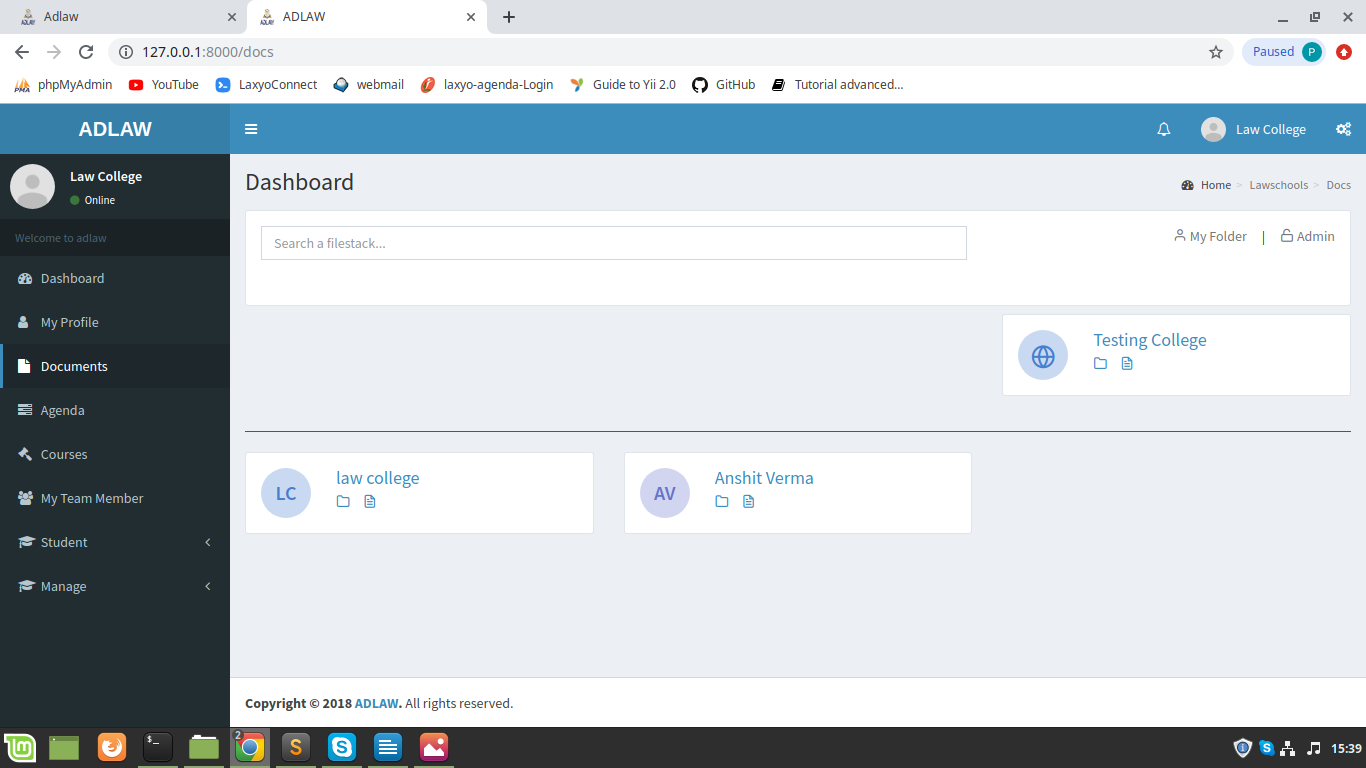 Adlaw
ADLAW
127.0.0.1:8000/docs
Paused
P
phpMyAdmin
YouTube
LaxyoConnect
webmail
laxyo-agenda-Login
Guide to Yii 2.0
GitHub
Tutorial advanced...
ADLAW
Law College
Law College
Online
Welcome to adlaw
Dashboard
My Profile
Documents
Agenda
Courses
My Team Member
Student
Manage
Dashboard
Home > Lawschools > Docs
Search a filestack...
My Folder | Admin
Testing College
LC
law college
AV
Anshit Verma
Copyright © 2018 ADLAW. All rights reserved.
2
15:39